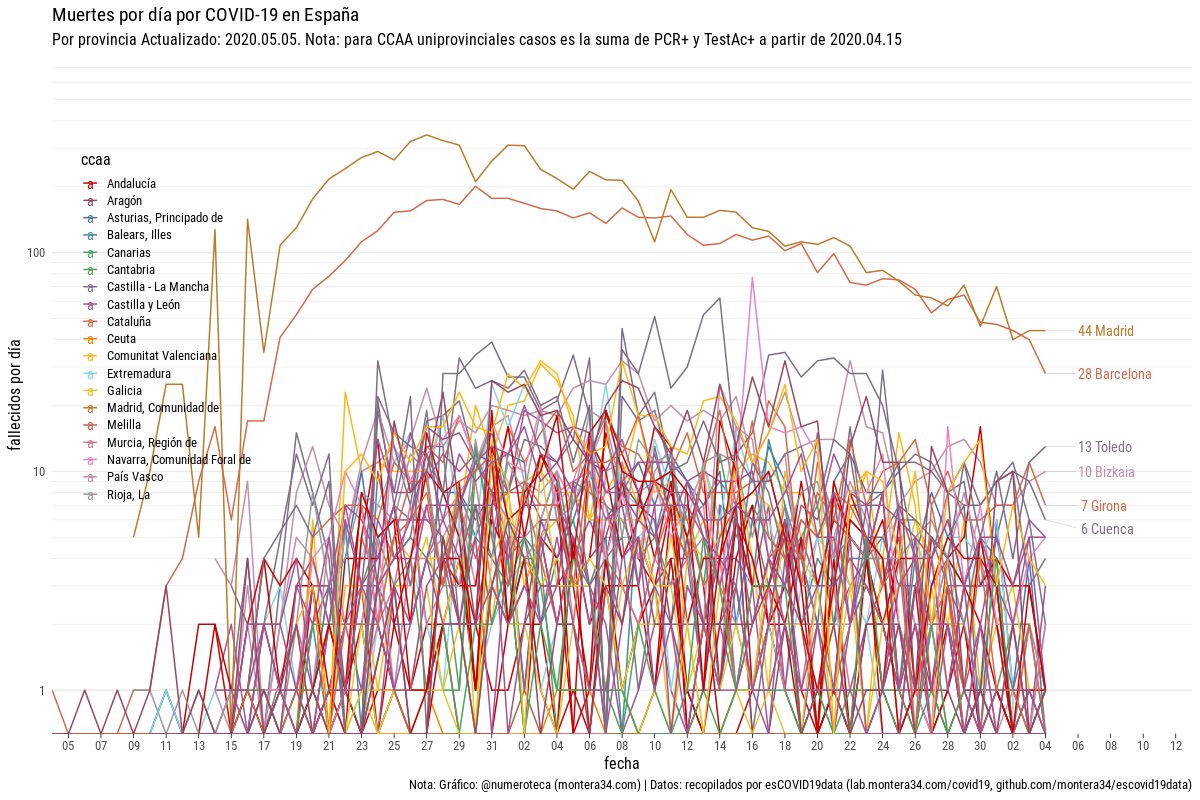 Muertes por día por COVID-19 en España
Por provincia Actualizado: 2020.05.05. Nota: para CCAA uniprovinciales casos es la suma de PCR+ y TestAc+ a partir de 2020.04.15
fallecidos por día
100
10
1
ccaa
Andalucía
Aragón
Asturias, Principado de
Balears, Illes
Canarias
Cantabria
Castilla - La Mancha
Castilla y León
Cataluña
Ceuta
Comunitat Valenciana
Extremadura
Galicia
Madrid, Comunidad de
Melilla
Murcia, Región de
Navarra, Comunidad Foral de
País Vasco
Rioja, La
44 Madrid
28 Barcelona
13 Toledo
10 Bizkaia
7 Girona
6 Cuenca
05 07 09 11 13 15 17 19 21 23 25 27 29 31 02 04 06 08 10 12 14 16 18 20 22 24 26 28 30 02 04 06 08 10 12
fecha
Nota: Gráfico: @numeroteca (montera34.com) | Datos: recopilados por esCOVID19data (lab.montera34.com/covid19, github.com/montera34/escovid19data)